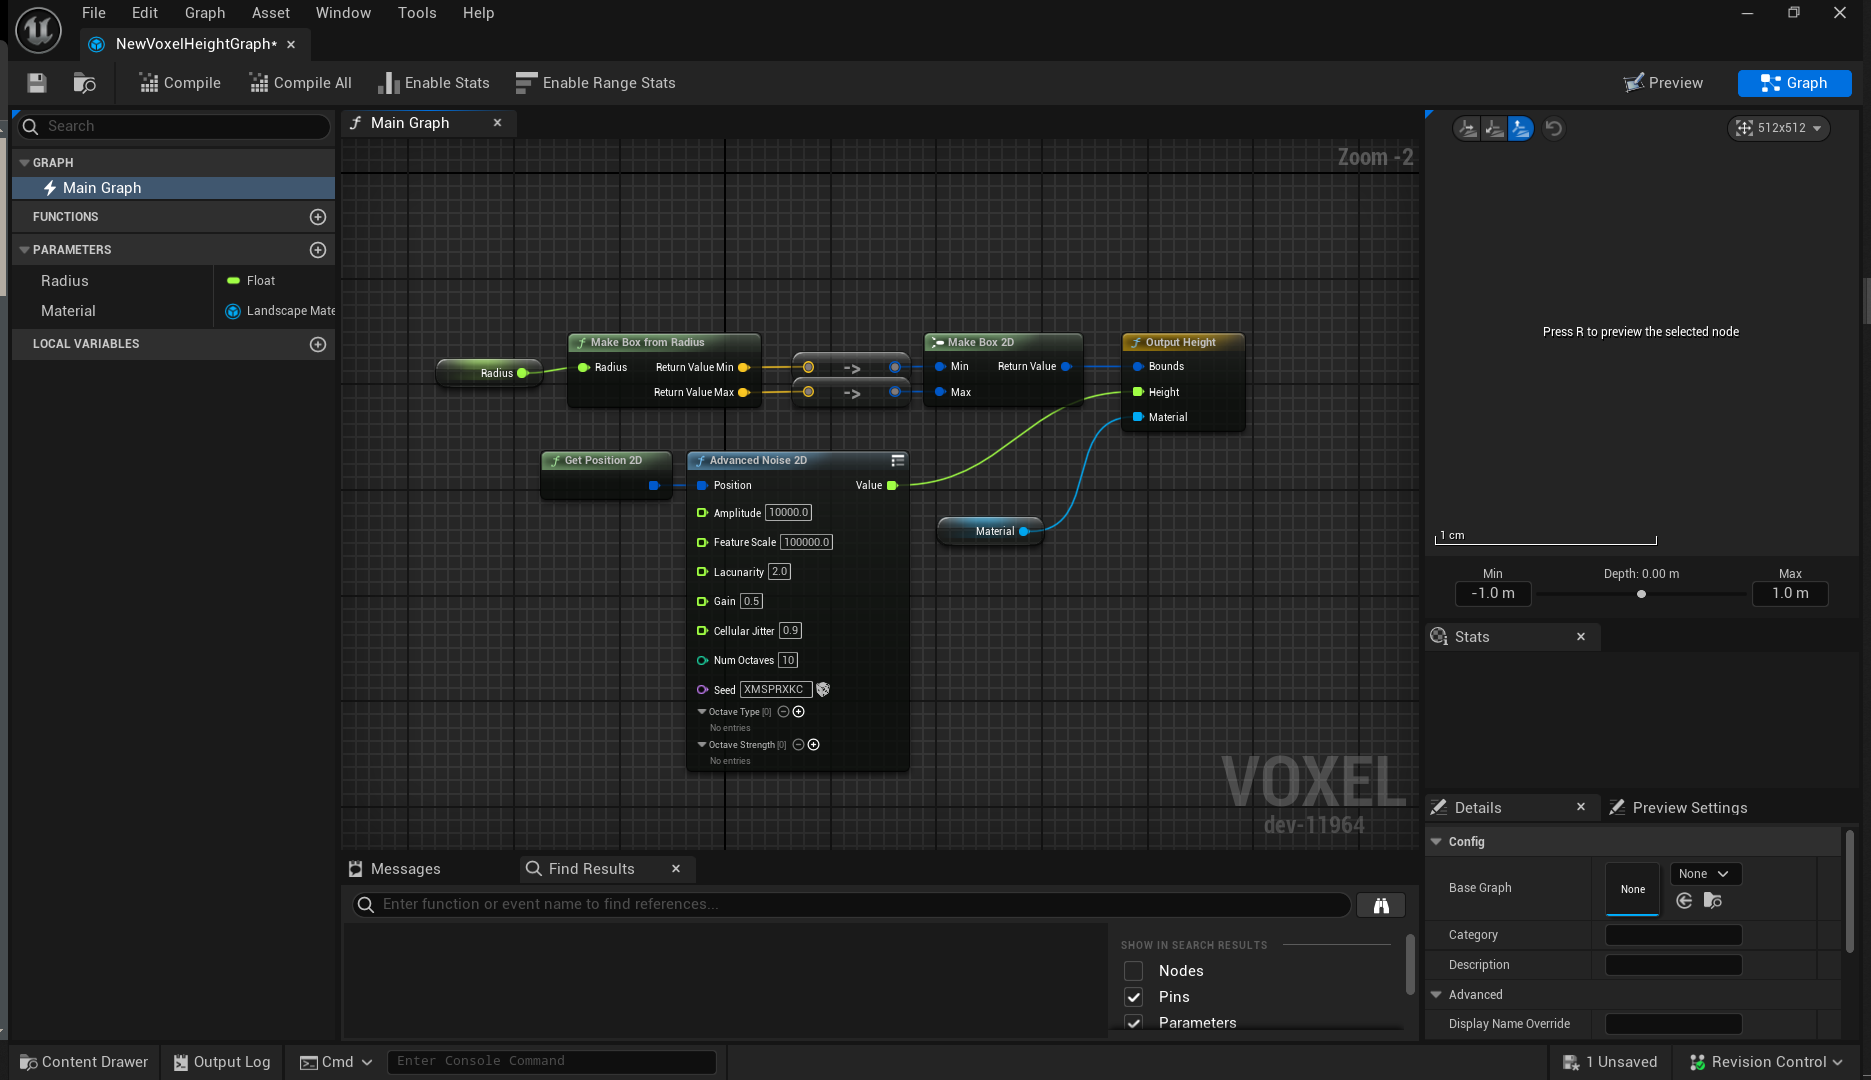 File Edit Graph Asset Window Tools Help
NewVoxelHeightGraph*
Compile Compile All Enable Stats Enable Range Stats Preview Graph
Search
GRAPH
Main Graph
FUNCTIONS
PARAMETERS
Radius Float
Material Landscape Mate
LOCAL VARIABLES
Main Graph
Zoom -2
Radius
Make Box from Radius
Radius Return Value Min
Return Value Max
->
->
Make Box 2D
Min Return Value
Max
Output Height
Bounds
Height
Material
Get Position 2D
Advanced Noise 2D
Position Value
Amplitude 10000.0
Feature Scale 100000.0
Lacunarity 2.0
Gain 0.5
Cellular Jitter 0.9
Num Octaves 10
Seed XMSPRXKC
Octave Type [0]
No entries
Octave Strength [0]
No entries
Material
VOXEL
dev-11964
512x512
Press R to preview the selected node
1 cm
Min Depth: 0.00 m Max
-1.0 m 1.0 m
Stats
Details Preview Settings
Config
Base Graph None None
Category
Description
Advanced
Display Name Override
Messages Find Results
Enter function or event name to find references...
SHOW IN SEARCH RESULTS
Nodes
Pins
Parameters
Content Drawer Output Log Cmd Enter Console Command 1 Unsaved Revision Control